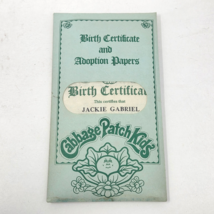 Birth Certificate
and
Adoption Papers
Birth Certificat
This certifies that
JACKIE GABRIEL
Cabbage Patch Kids